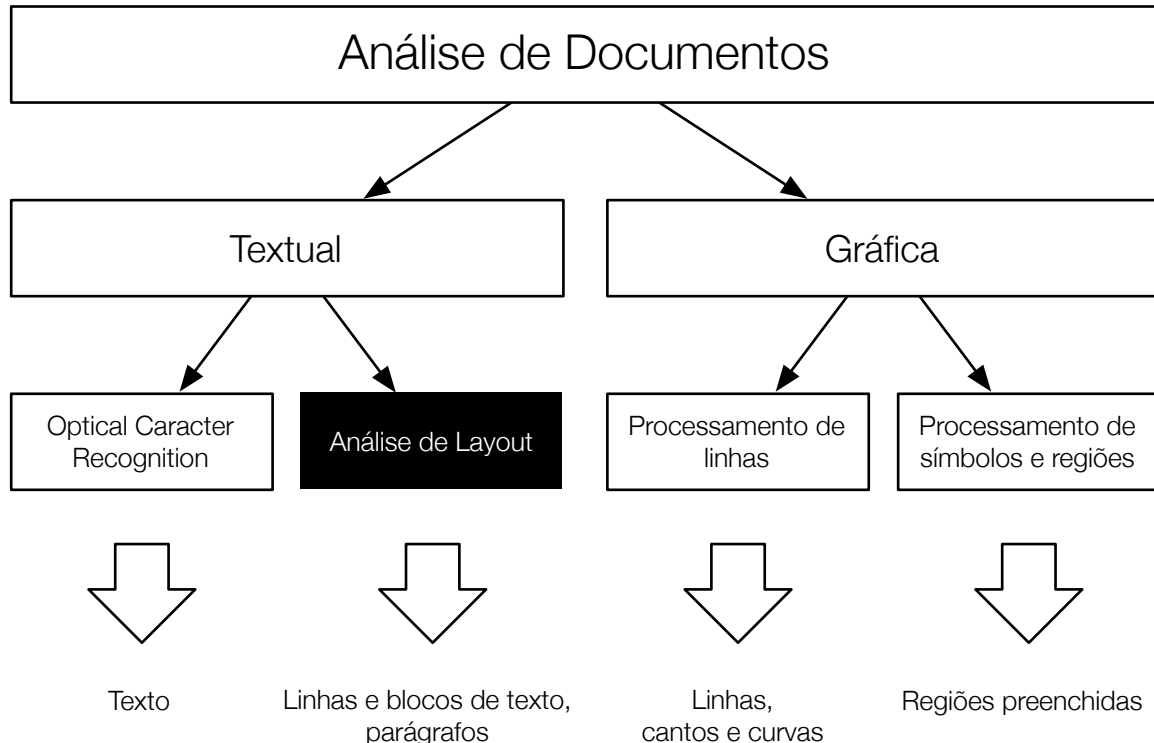 Análise de Documentos
Textual
Gráfica
Optical Caracter
Recognition
Análise de Layout
Processamento de
linhas
Processamento de
símbolos e regiões
Texto
Linhas e blocos de texto,
parágrafos
Linhas,
cantos e curvas
Regiões preenchidas